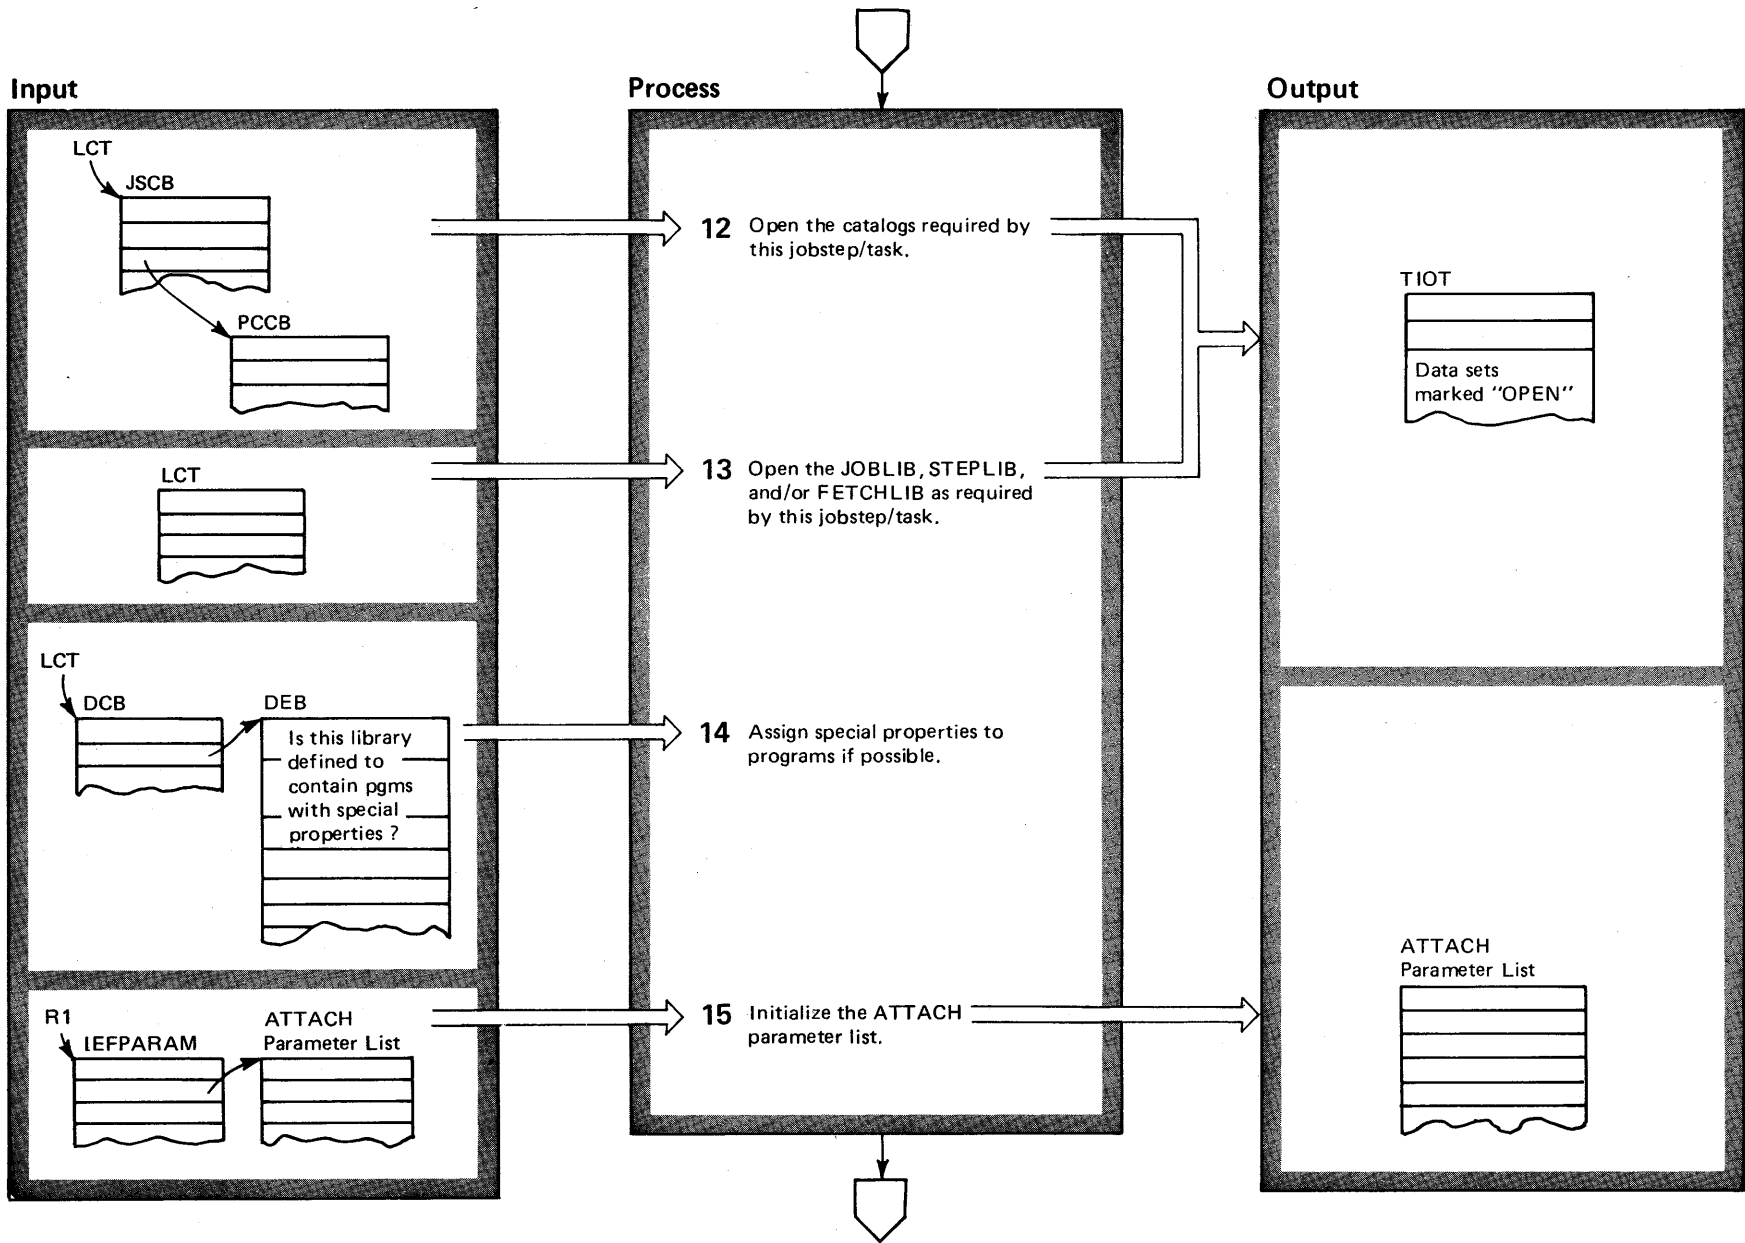 Input
LCT
JSCB
PCCB
LCT
LCT
DCB
DEB
Is this library
defined to
contain pgms
with special
properties ?
R1
IEFPARAM
ATTACH
Parameter List
Process
12 Open the catalogs required by
this jobstep/task.
13 Open the JOBLIB, STEPLIB,
and/or FETCHLIB as required
by this jobstep/task.
14 Assign special properties to
programs if possible.
15 Initialize the ATTACH
parameter list.
Output
TIOT
Data sets
marked "OPEN"
ATTACH
Parameter List